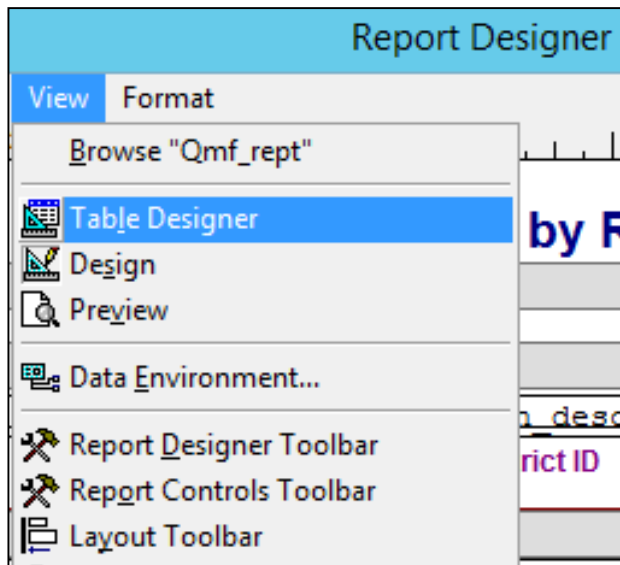 Report Designer
View Format
Browse "Qmf_rept"
Table Designer
by
Design
Preview
Data Environment...
Report Designer Toolbar
rict ID
Report Controls Toolbar
Layout Toolbar